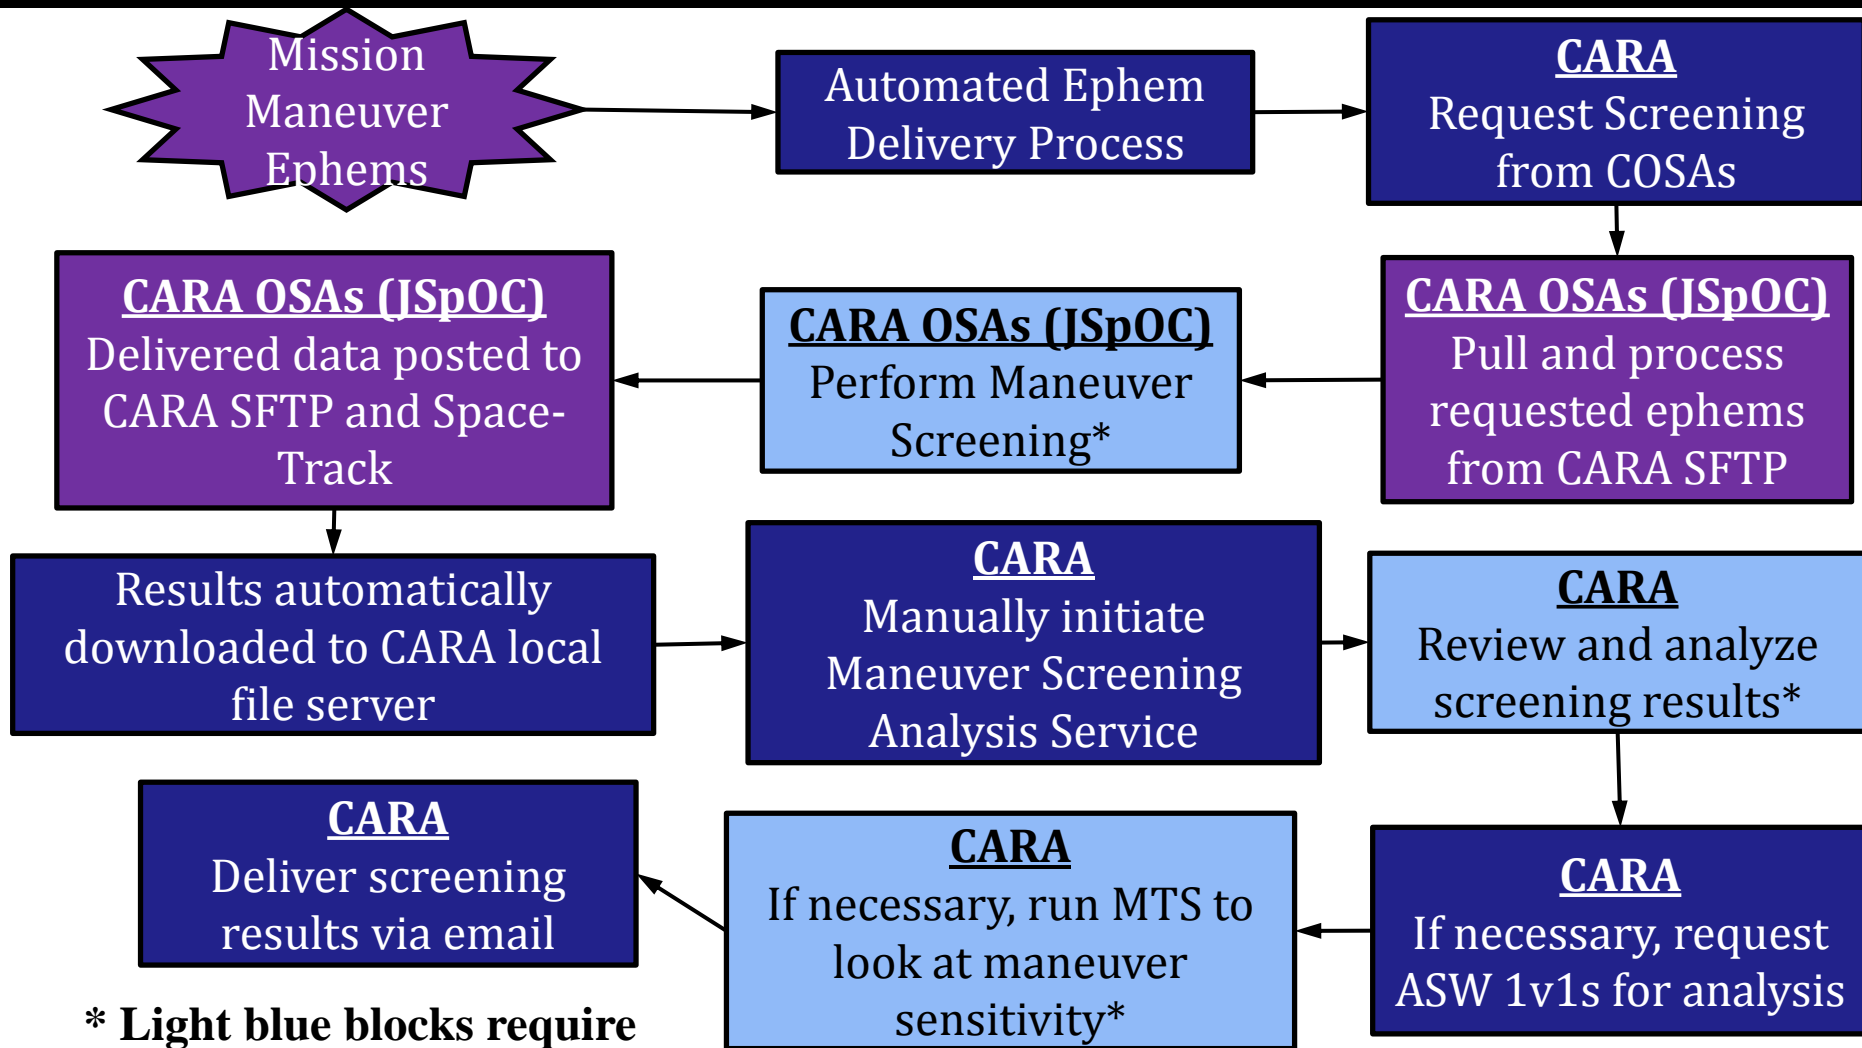 Mission
Maneuver
Ephems
Automated Ephem
Delivery Process
CARA
Request Screening
from COSAs
CARA OSAs (JSpOC)
Delivered data posted to
CARA SFTP and Space-
Track
CARA OSAs (JSpOC)
Perform Maneuver
Screening*
CARA OSAs (JSpOC)
Pull and process
requested ephems
from CARA SFTP
Results automatically
downloaded to CARA local
file server
CARA
Manually initiate
Maneuver Screening
Analysis Service
CARA
Review and analyze
screening results*
CARA
Deliver screening
results via email
CARA
If necessary, run MTS to
look at maneuver
sensitivity*
CARA
If necessary, request
ASW 1v1s for analysis
* Light blue blocks require